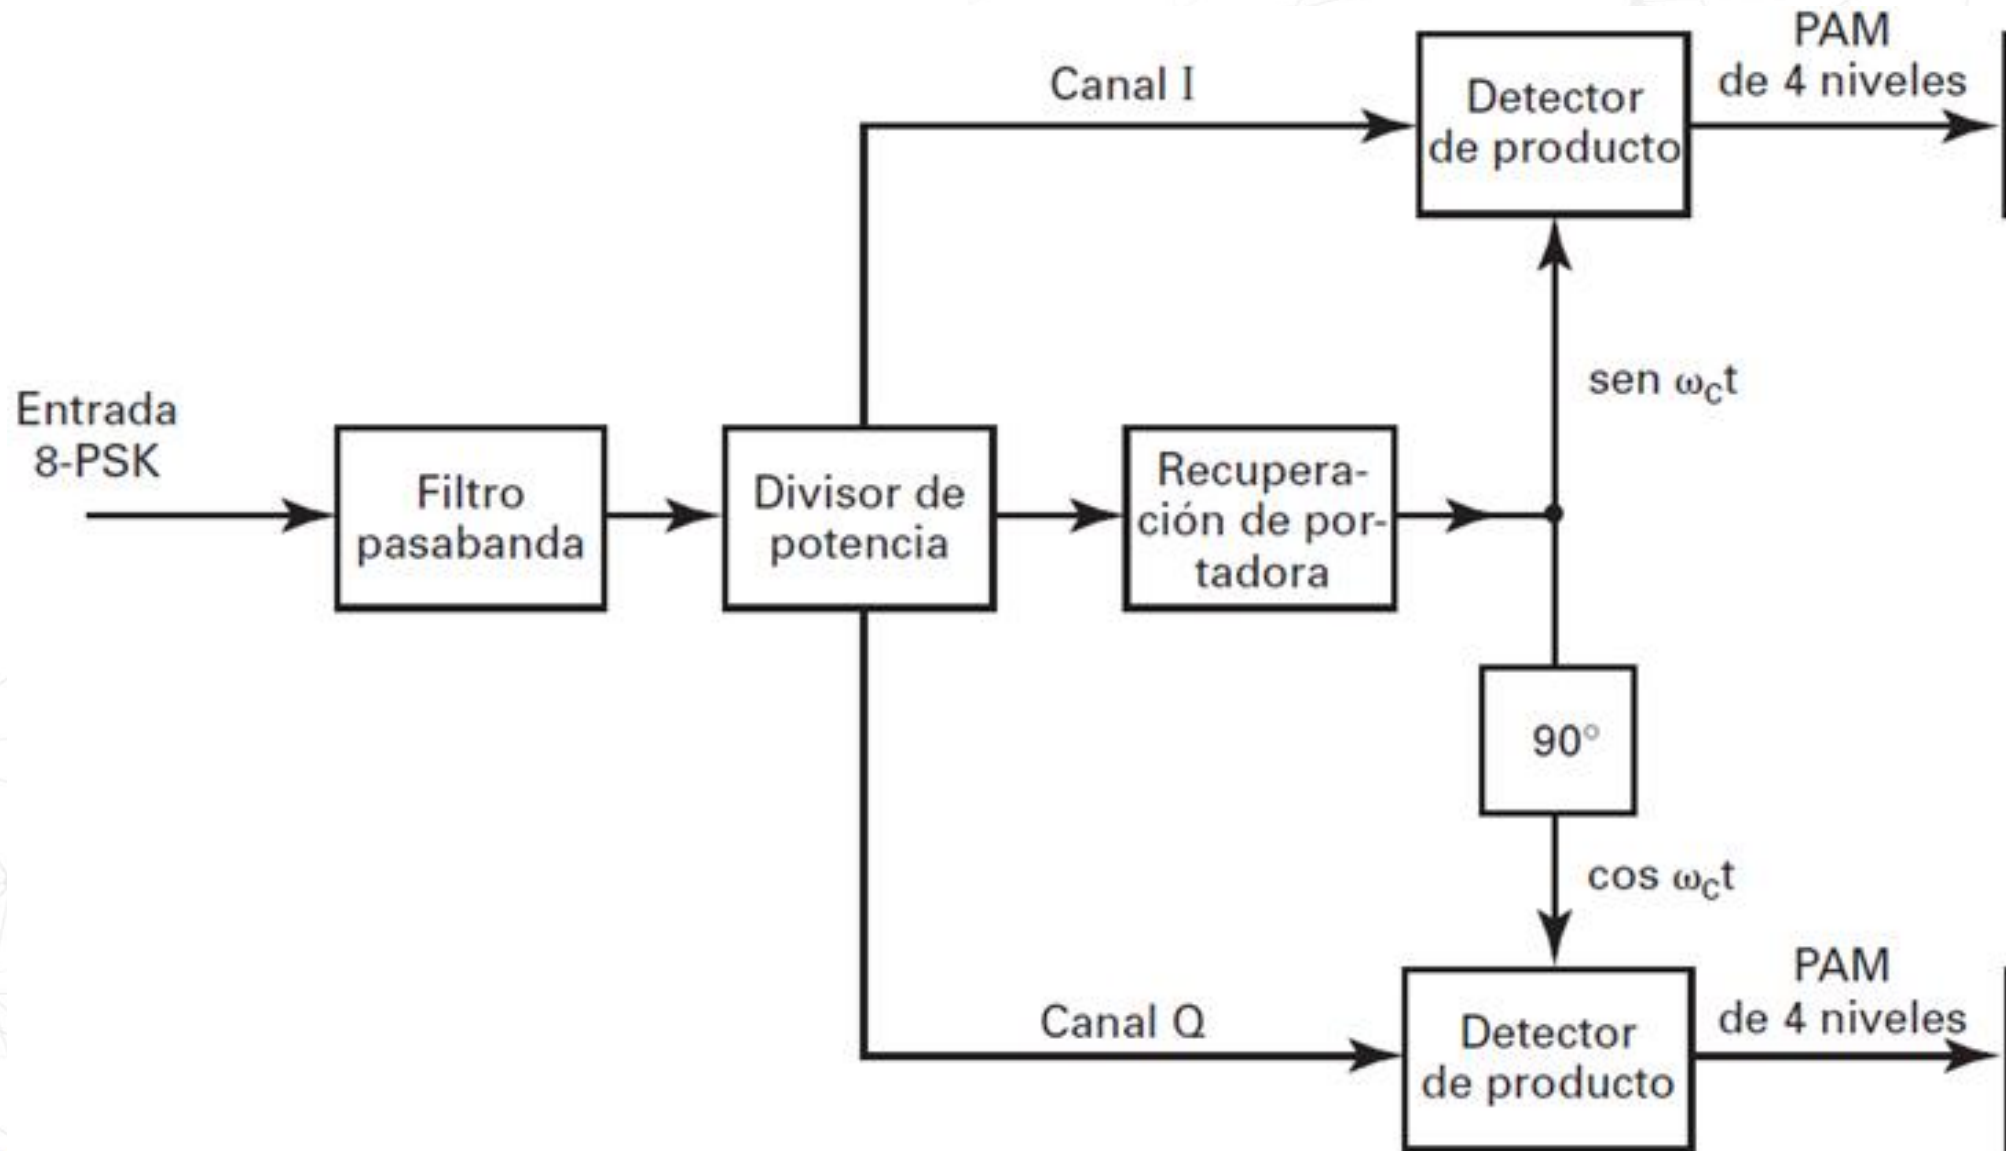 PAM
de 4 niveles
Canal I
Detector
de producto
sen ωct
Entrada
8-PSK
Filtro
pasabanda
Divisor de
potencia
Recupera-
ción de por-
tadora
90°
cos ωct
Canal Q
Detector
de producto
PAM
de 4 niveles